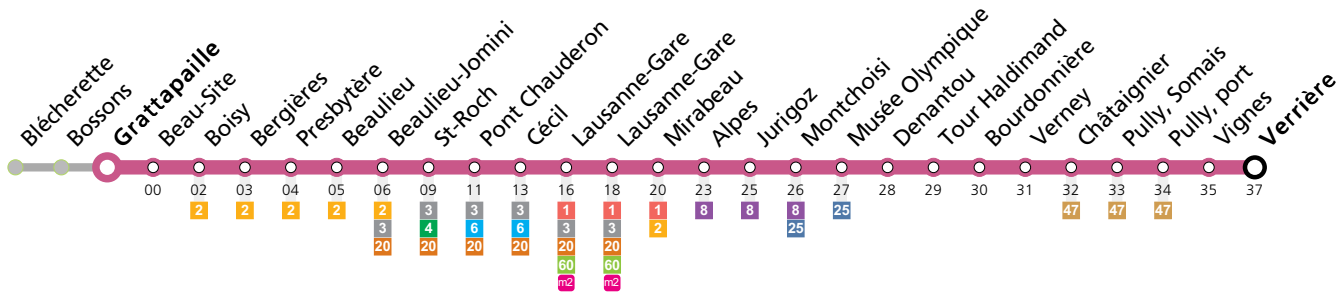 Blécherette
Bossons
Grattapaille
Beau-Site
Boisy
Bergières
Presbytère
Beaulieu
Beaulieu-Jomini
St-Roch
Pont Chauderon
Cécil
Lausanne-Gare
Lausanne-Gare
Mirabeau
Alpes
Jurigoz
Montchoisi
Musée Olympique
Denantou
Tour Haldimand
Bourdonnière
Verney
Châtaignier
Pully, Somais
Pully, port
Vignes
Verrière
00 02 03 04 05 06 09 11 13 16 18 20 23 25 26 27 28 29 30 31 32 33 34 35 37
2 2 2 2 2 3 3 3 1 1 1 8 8 8 25 47 47 47
3 4 6 6 3 3 2 25
20 20 20 20 20 20
60 60
m2 m2